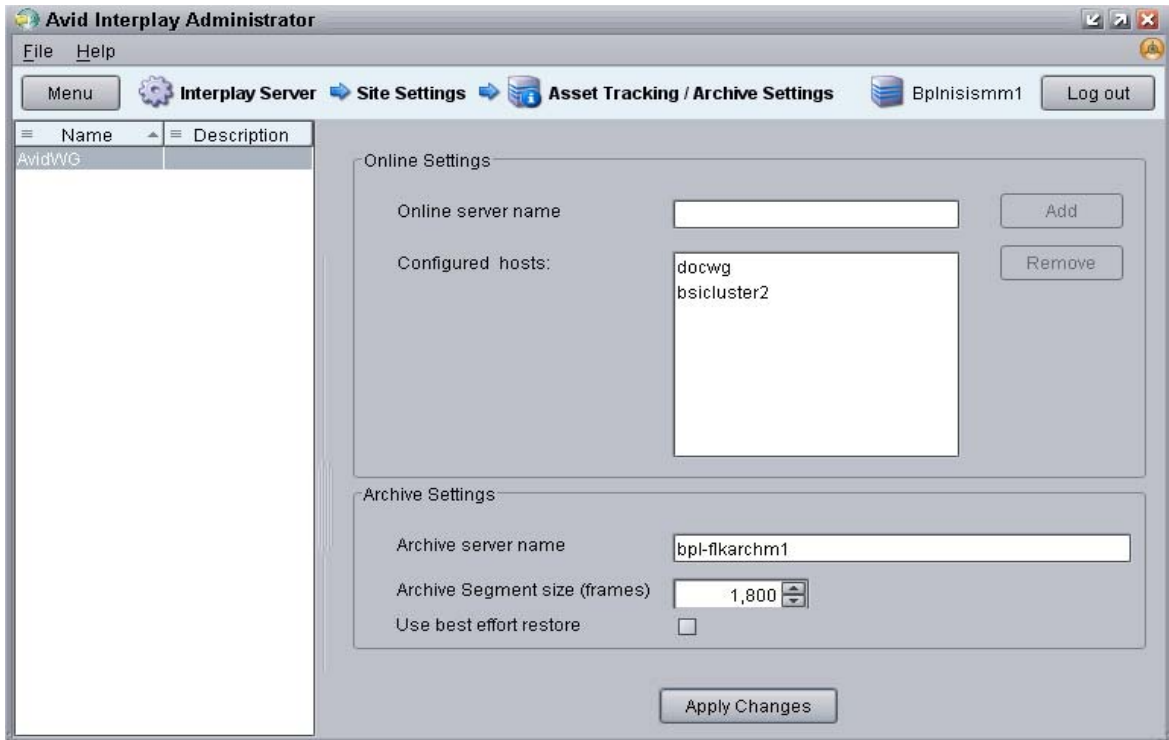 Avid Interplay Administrator
File Help
Menu Interplay Server Site Settings Asset Tracking / Archive Settings Bplnisismm1 Log out
Name Description
AvidWG
Online Settings
Online server name Add
Configured hosts: Remove
docwg
bsicluster2
Archive Settings
Archive server name bpl-flkarchm1
Archive Segment size (frames) 1,800
Use best effort restore
Apply Changes